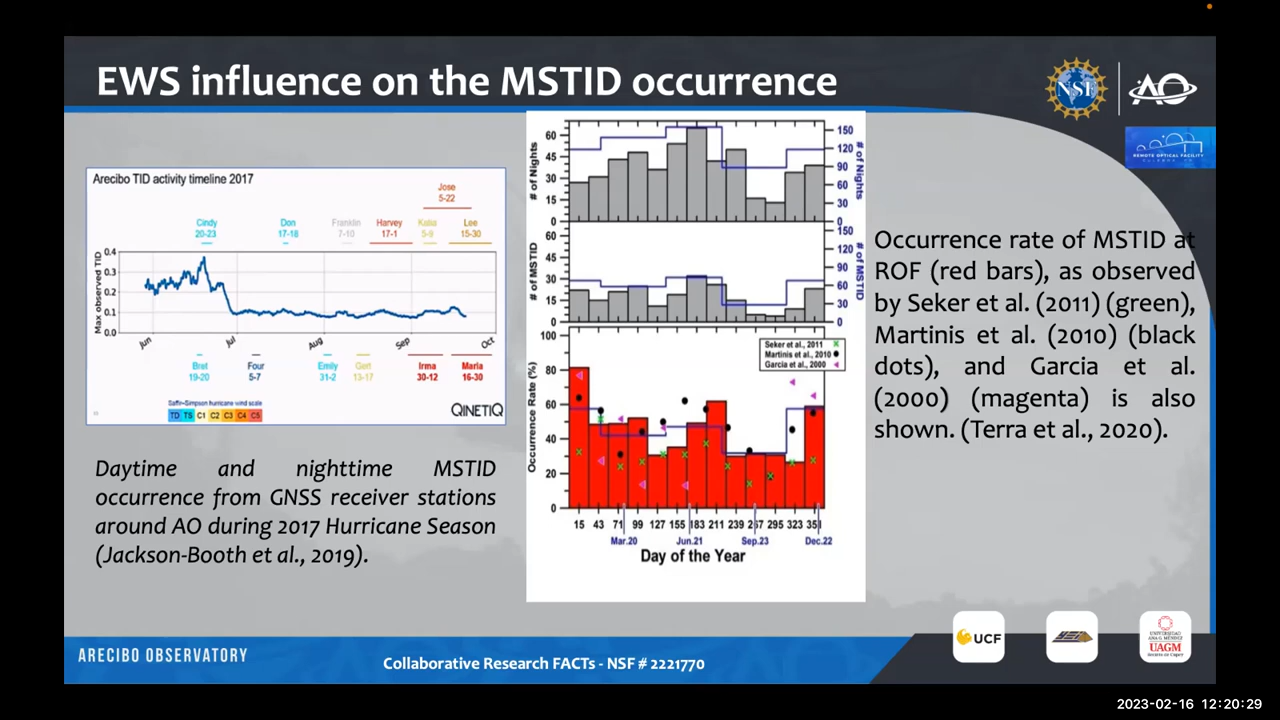 EWS influence on the MSTID occurrence
NSF
AO
REMOTE OPTICAL FACILITY
Arecibo TID activity timeline 2017
Jose
5-22
Cindy
20-23
Don
17-18
Franklin
7-10
Harvey
17-1
Katia
5-9
Lee
15-30
Max observed TID
0.4
0.3
0.2
0.1
0.0
Jun
Jul
Aug
Sep
Oct
Bret
19-20
Four
5-7
Emily
31-2
Gert
13-17
Irma
30-12
Maria
16-30
Saffir-Simpson hurricane wind scale
TD TS C1 C2 C3 C4 C5
QINETIQ
Daytime and nighttime MSTID
occurrence from GNSS receiver stations
around AO during 2017 Hurricane Season
(Jackson-Booth et al., 2019).
# of Nights
60
45
30
15
0
150
120
90
60
30
0
# of Nights
# of MSTID
60
45
30
15
0
150
120
90
60
30
0
# of MSTID
Occurrence Rate (%)
100
80
60
40
20
0
Seker et al., 2011
Martinis et al., 2010
Garcia et al., 2000
15 43 71 99 127 155 183 211 239 267 295 323 351
Mar.20 Jun.21 Sep.23 Dec.22
Day of the Year
Occurrence rate of MSTID at
ROF (red bars), as observed
by Seker et al. (2011) (green),
Martinis et al. (2010) (black
dots), and Garcia et al.
(2000) (magenta) is also
shown. (Terra et al., 2020).
ARECIBO OBSERVATORY
Collaborative Research FACTs - NSF # 2221770
UCF
YEI
UAGM
2023-02-16 12:20:29